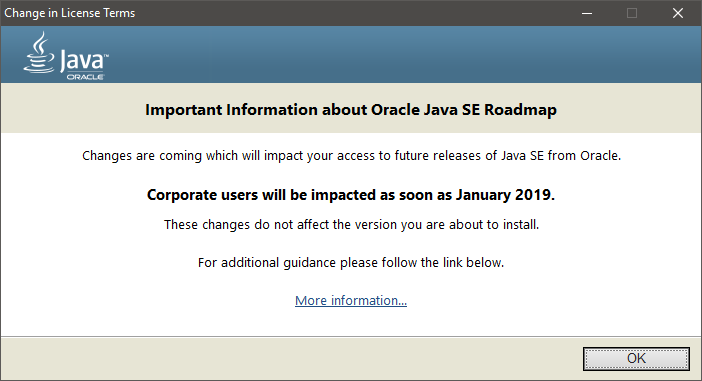 Change in License Terms
Java™
ORACLE
Important Information about Oracle Java SE Roadmap
Changes are coming which will impact your access to future releases of Java SE from Oracle.
Corporate users will be impacted as soon as January 2019.
These changes do not affect the version you are about to install.
For additional guidance please follow the link below.
More information...
OK